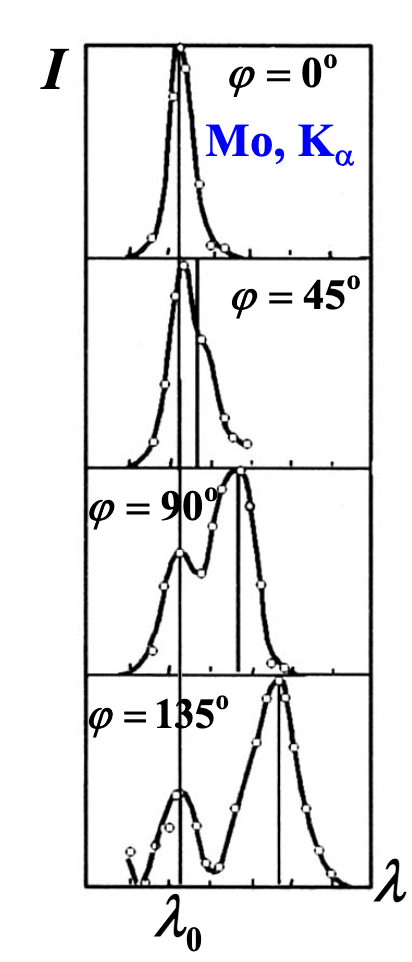 I
φ = 0°
Mo, Kα
φ = 45°
φ = 90°
φ = 135°
λ
λ₀